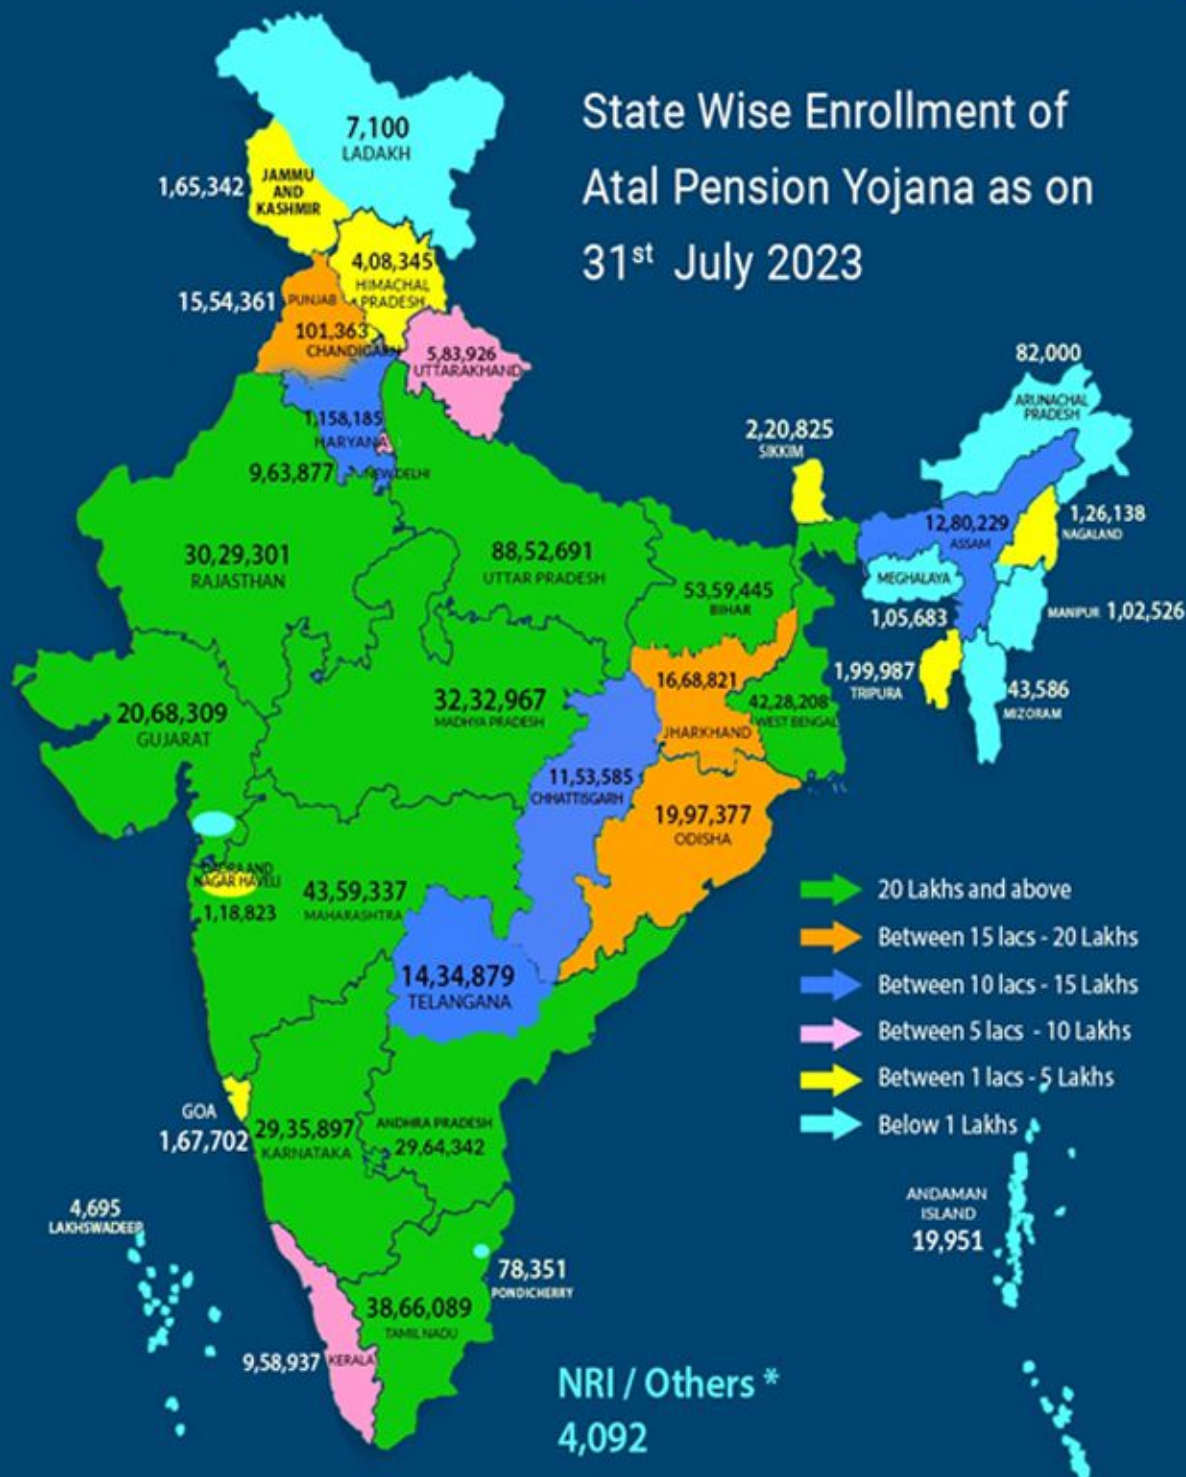 State Wise Enrollment of
Atal Pension Yojana as on
31st July 2023
7,100
LADAKH
1,65,342
JAMMU
AND
KASHMIR
4,08,345
HIMACHAL
PRADESH
15,54,361
PUNJAB
101,363
CHANDIGARH
5,83,926
UTTARAKHAND
1,158,185
HARYANA
9,63,877
NEW DELHI
82,000
ARUNACHAL
PRADESH
2,20,825
SIKKIM
12,80,229
ASSAM
1,26,138
NAGALAND
MEGHALAYA
1,05,683
MANIPUR 1,02,526
1,99,987
TRIPURA
43,586
MIZORAM
30,29,301
RAJASTHAN
88,52,691
UTTAR PRADESH
53,59,445
BIHAR
16,68,821
JHARKHAND
42,28,208
WEST BENGAL
20,68,309
GUJARAT
32,32,967
MADHYA PRADESH
11,53,585
CHHATTISGARH
19,97,377
ODISHA
DADRA AND
NAGAR HAVELI
1,18,823
43,59,337
MAHARASHTRA
14,34,879
TELANGANA
20 Lakhs and above
Between 15 lacs - 20 Lakhs
Between 10 lacs - 15 Lakhs
Between 5 lacs - 10 Lakhs
Between 1 lacs - 5 Lakhs
Below 1 Lakhs
GOA
1,67,702
29,35,897
KARNATAKA
ANDHRA PRADESH
29,64,342
4,695
LAKHSWADEEP
ANDAMAN
ISLAND
19,951
78,351
PONDICHERRY
38,66,089
TAMIL NADU
9,58,937
KERALA
NRI / Others *
4,092